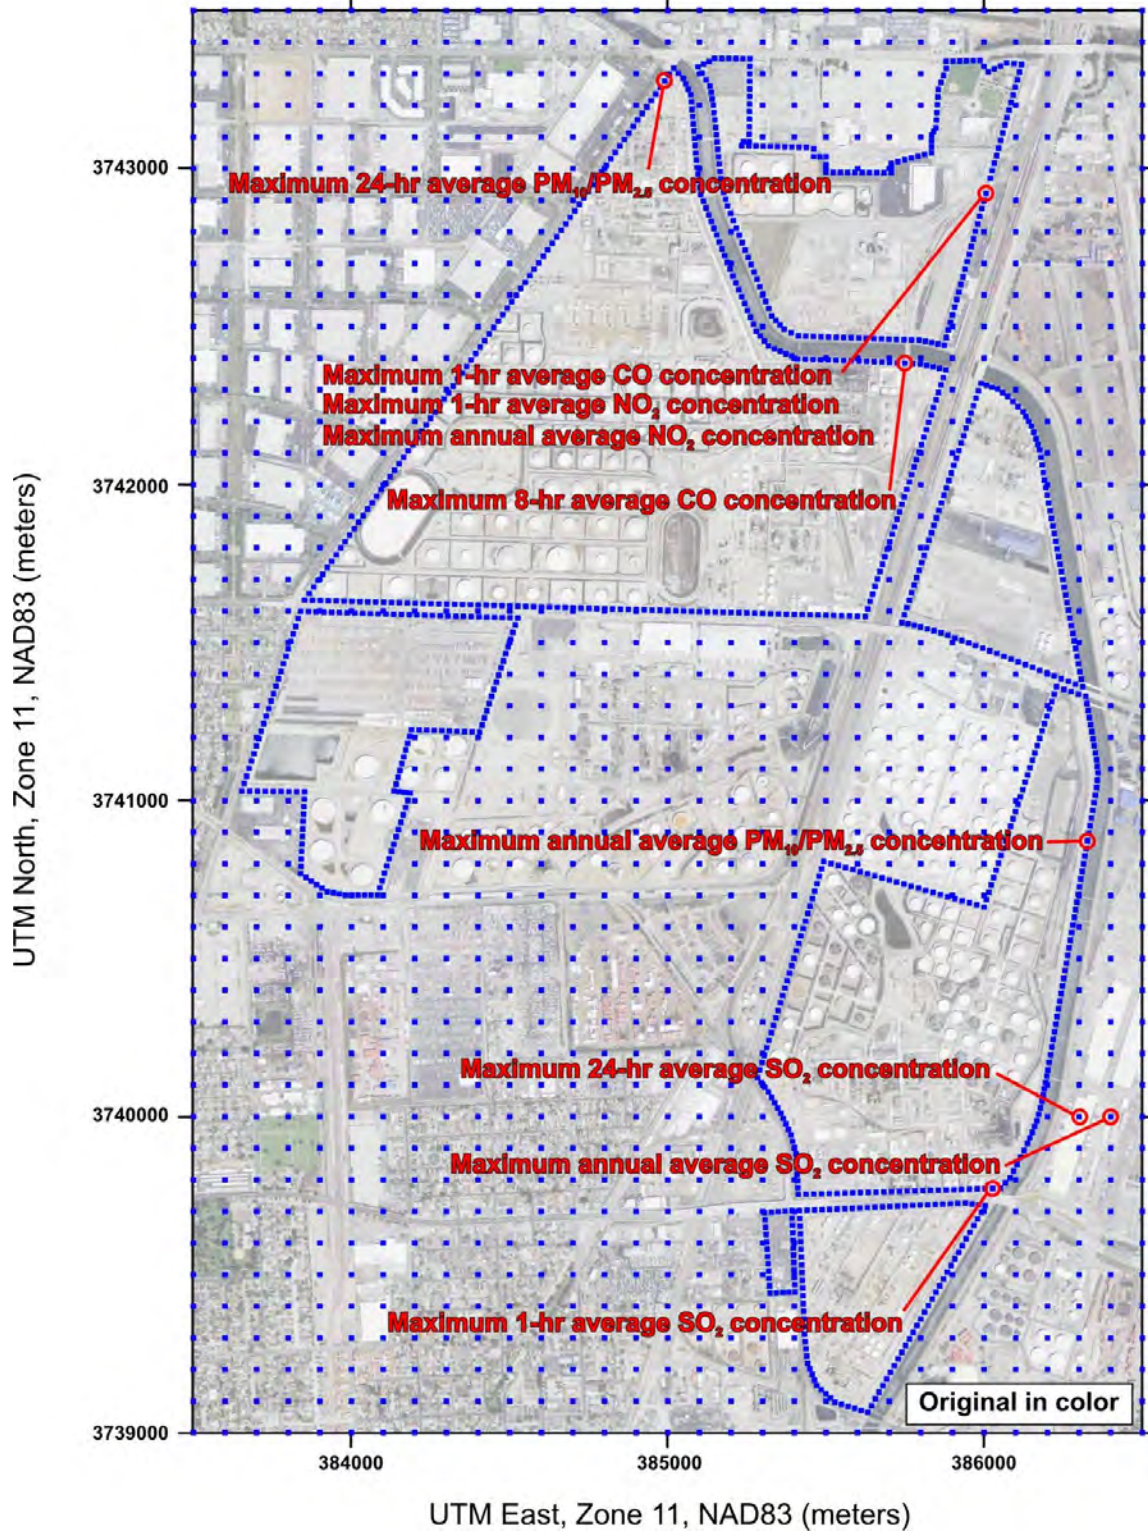 3743000
Maximum 24-hr average PM₁₀/PM₂.₅ concentration
Maximum 1-hr average CO concentration
Maximum 1-hr average NO₂ concentration
Maximum annual average NO₂ concentration
3742000
Maximum 8-hr average CO concentration
UTM North, Zone 11, NAD83 (meters)
3741000
Maximum annual average PM₁₀/PM₂.₅ concentration
Maximum 24-hr average SO₂ concentration
3740000
Maximum annual average SO₂ concentration
Maximum 1-hr average SO₂ concentration
Original in color
3739000
384000
385000
386000
UTM East, Zone 11, NAD83 (meters)